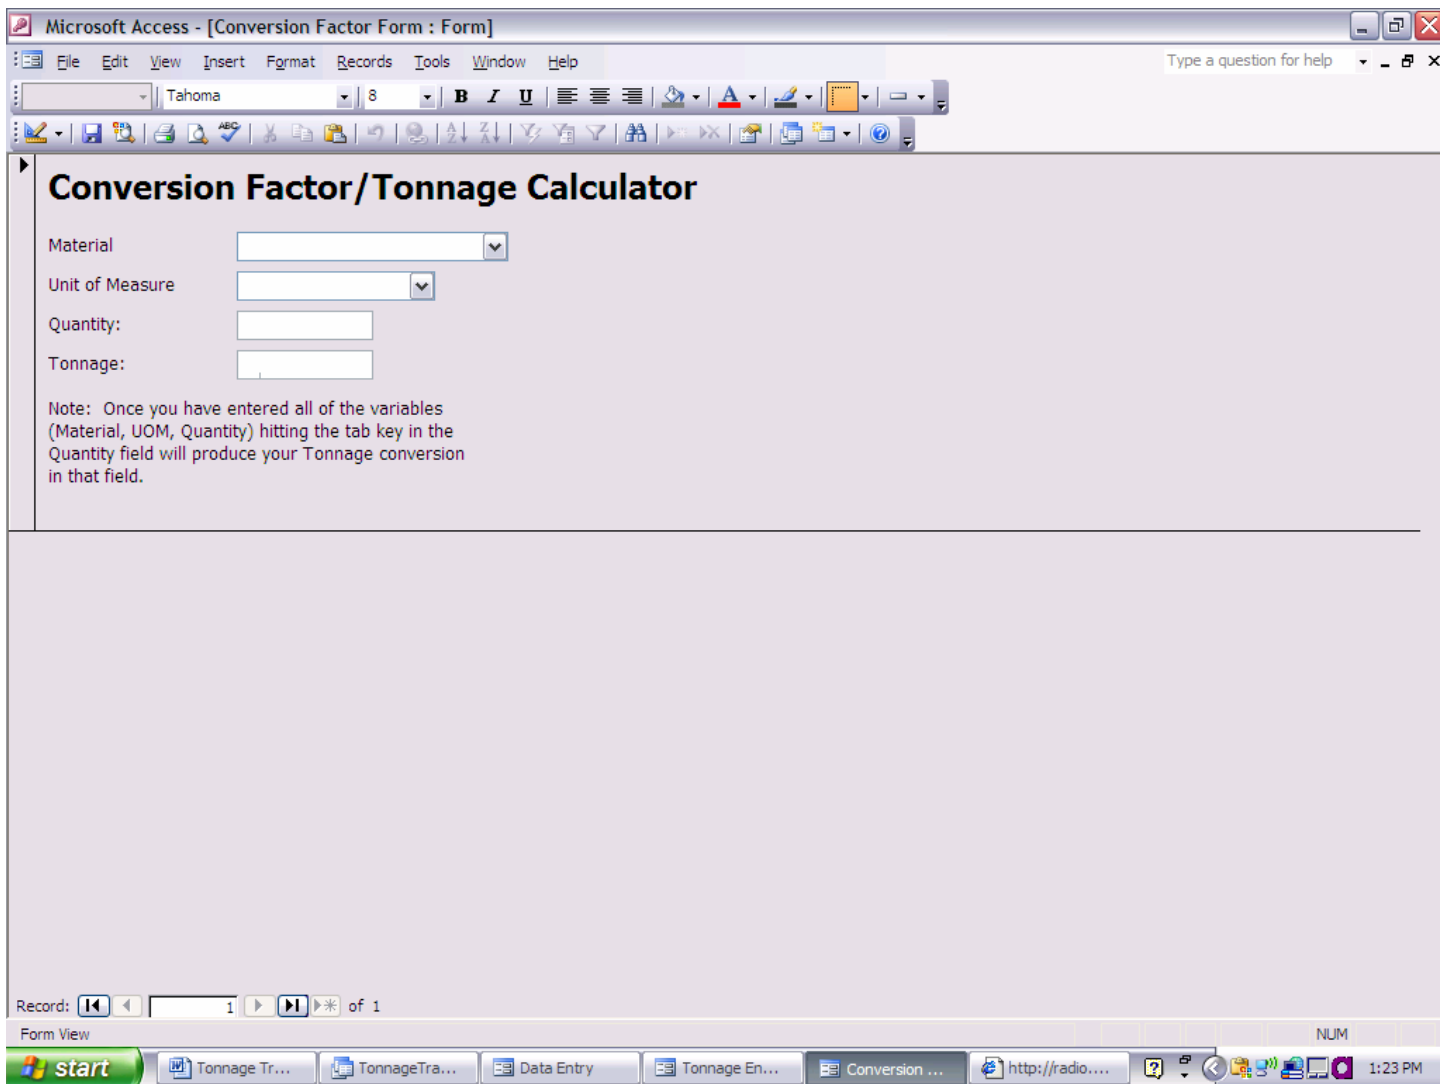 Microsoft Access - [Conversion Factor Form : Form]
File Edit View Insert Format Records Tools Window Help Type a question for help
Tahoma 8 B I U A
ABC
Conversion Factor/Tonnage Calculator
Material
Unit of Measure
Quantity:
Tonnage:
Note: Once you have entered all of the variables
(Material, UOM, Quantity) hitting the tab key in the
Quantity field will produce your Tonnage conversion
in that field.
Record: 1 of 1
Form View NUM
start Tonnage Tr... TonnageTra... Data Entry Tonnage En... Conversion ... http://radio.... 1:23 PM